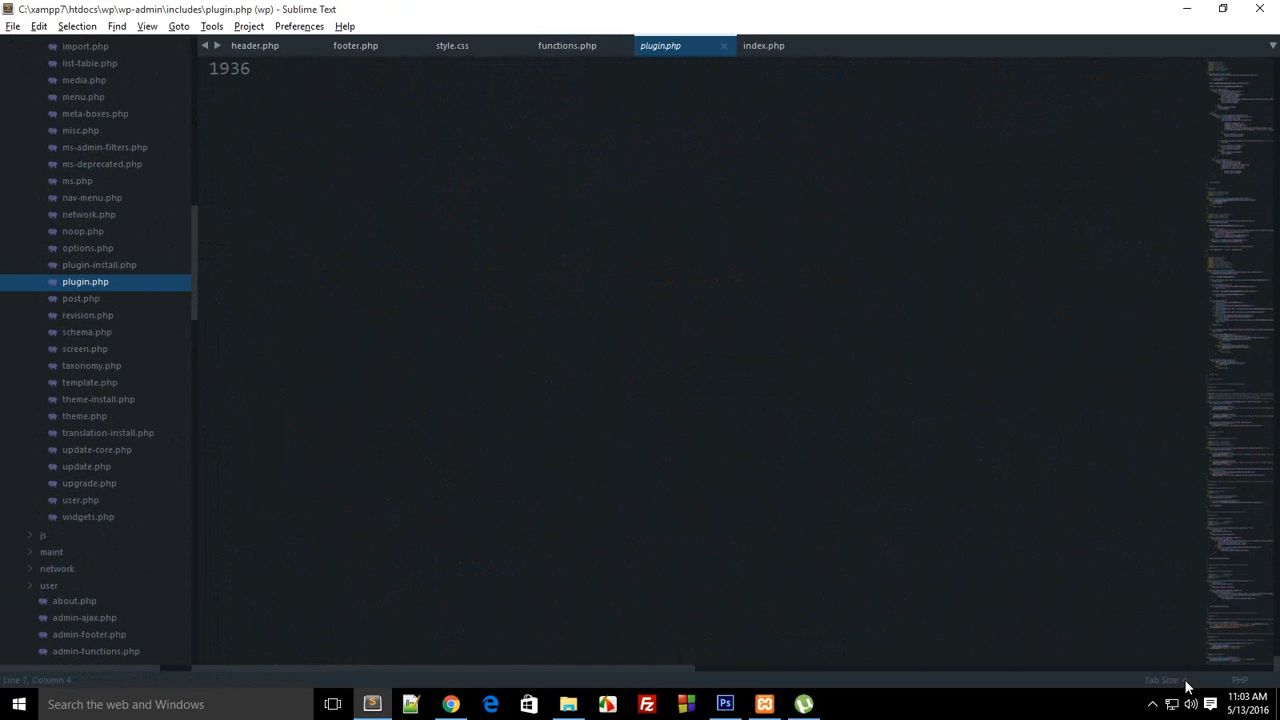 C:\xampp7\htdocs\wp\wp-admin\includes\plugin.php (wp) - Sublime Text
File Edit Selection Find View Goto Tools Project Preferences Help
header.php footer.php style.css functions.php plugin.php index.php
1936
import.php
list-table.php
media.php
menu.php
meta-boxes.php
misc.php
ms-admin-filters.php
ms-deprecated.php
ms.php
nav-menu.php
network.php
noop.php
options.php
plugin-install.php
plugin.php
post.php
revision.php
schema.php
screen.php
taxonomy.php
template.php
theme-install.php
theme.php
translation-install.php
update-core.php
update.php
upgrade.php
user.php
widgets.php
js
maint
network
user
about.php
admin-ajax.php
admin-footer.php
admin-functions.php
Line 7, Column 4 Tab Size: PHP
Search the web and Windows
11:03 AM
5/13/2016